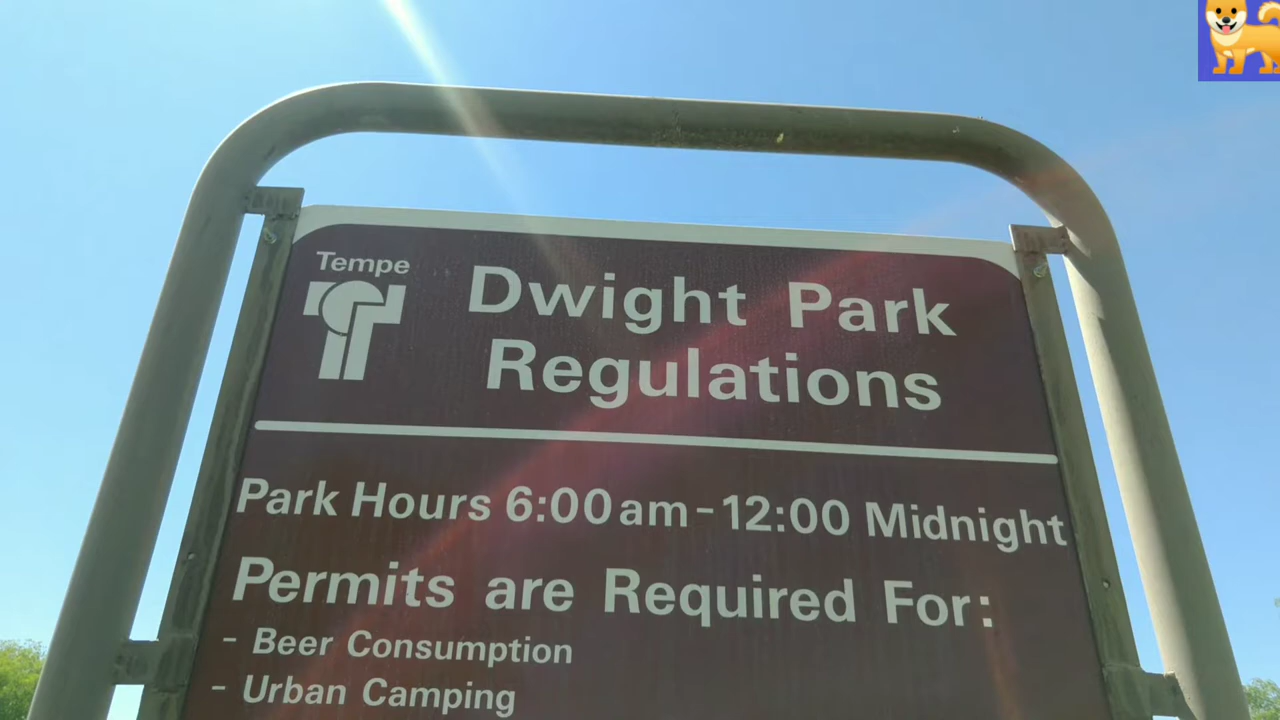 Tempe
Dwight Park
Regulations
Park Hours 6:00am-12:00 Midnight
Permits are Required For:
- Beer Consumption
- Urban Camping